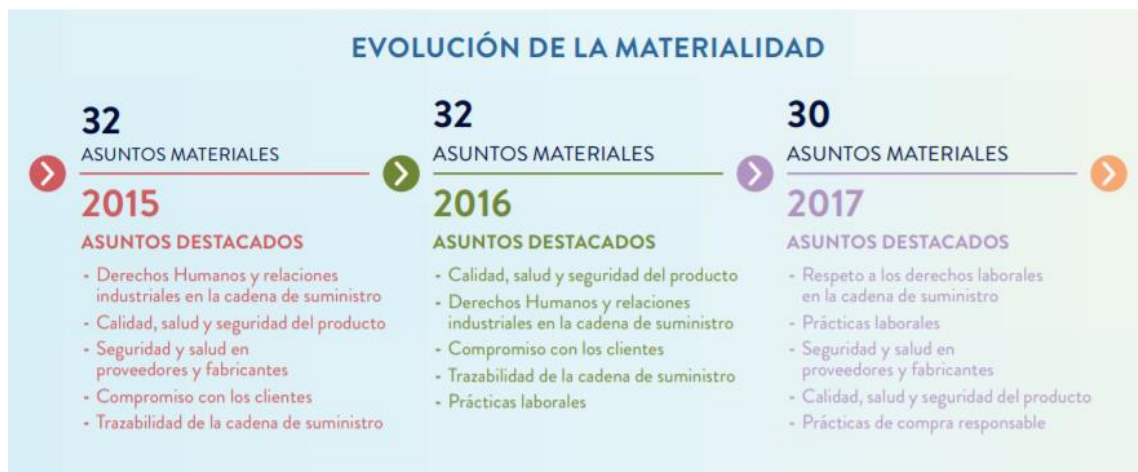 EVOLUCIÓN DE LA MATERIALIDAD
32
ASUNTOS MATERIALES
2015
ASUNTOS DESTACADOS
- Derechos Humanos y relaciones
industriales en la cadena de suministro
- Calidad, salud y seguridad del producto
- Seguridad y salud en
proveedores y fabricantes
- Compromiso con los clientes
- Trazabilidad de la cadena de suministro
32
ASUNTOS MATERIALES
2016
ASUNTOS DESTACADOS
- Calidad, salud y seguridad del producto
- Derechos Humanos y relaciones
industriales en la cadena de suministro
- Compromiso con los clientes
- Trazabilidad de la cadena de suministro
- Prácticas laborales
30
ASUNTOS MATERIALES
2017
ASUNTOS DESTACADOS
- Respeto a los derechos laborales
en la cadena de suministro
- Prácticas laborales
- Seguridad y salud en
proveedores y fabricantes
- Calidad, salud y seguridad del producto
- Prácticas de compra responsable